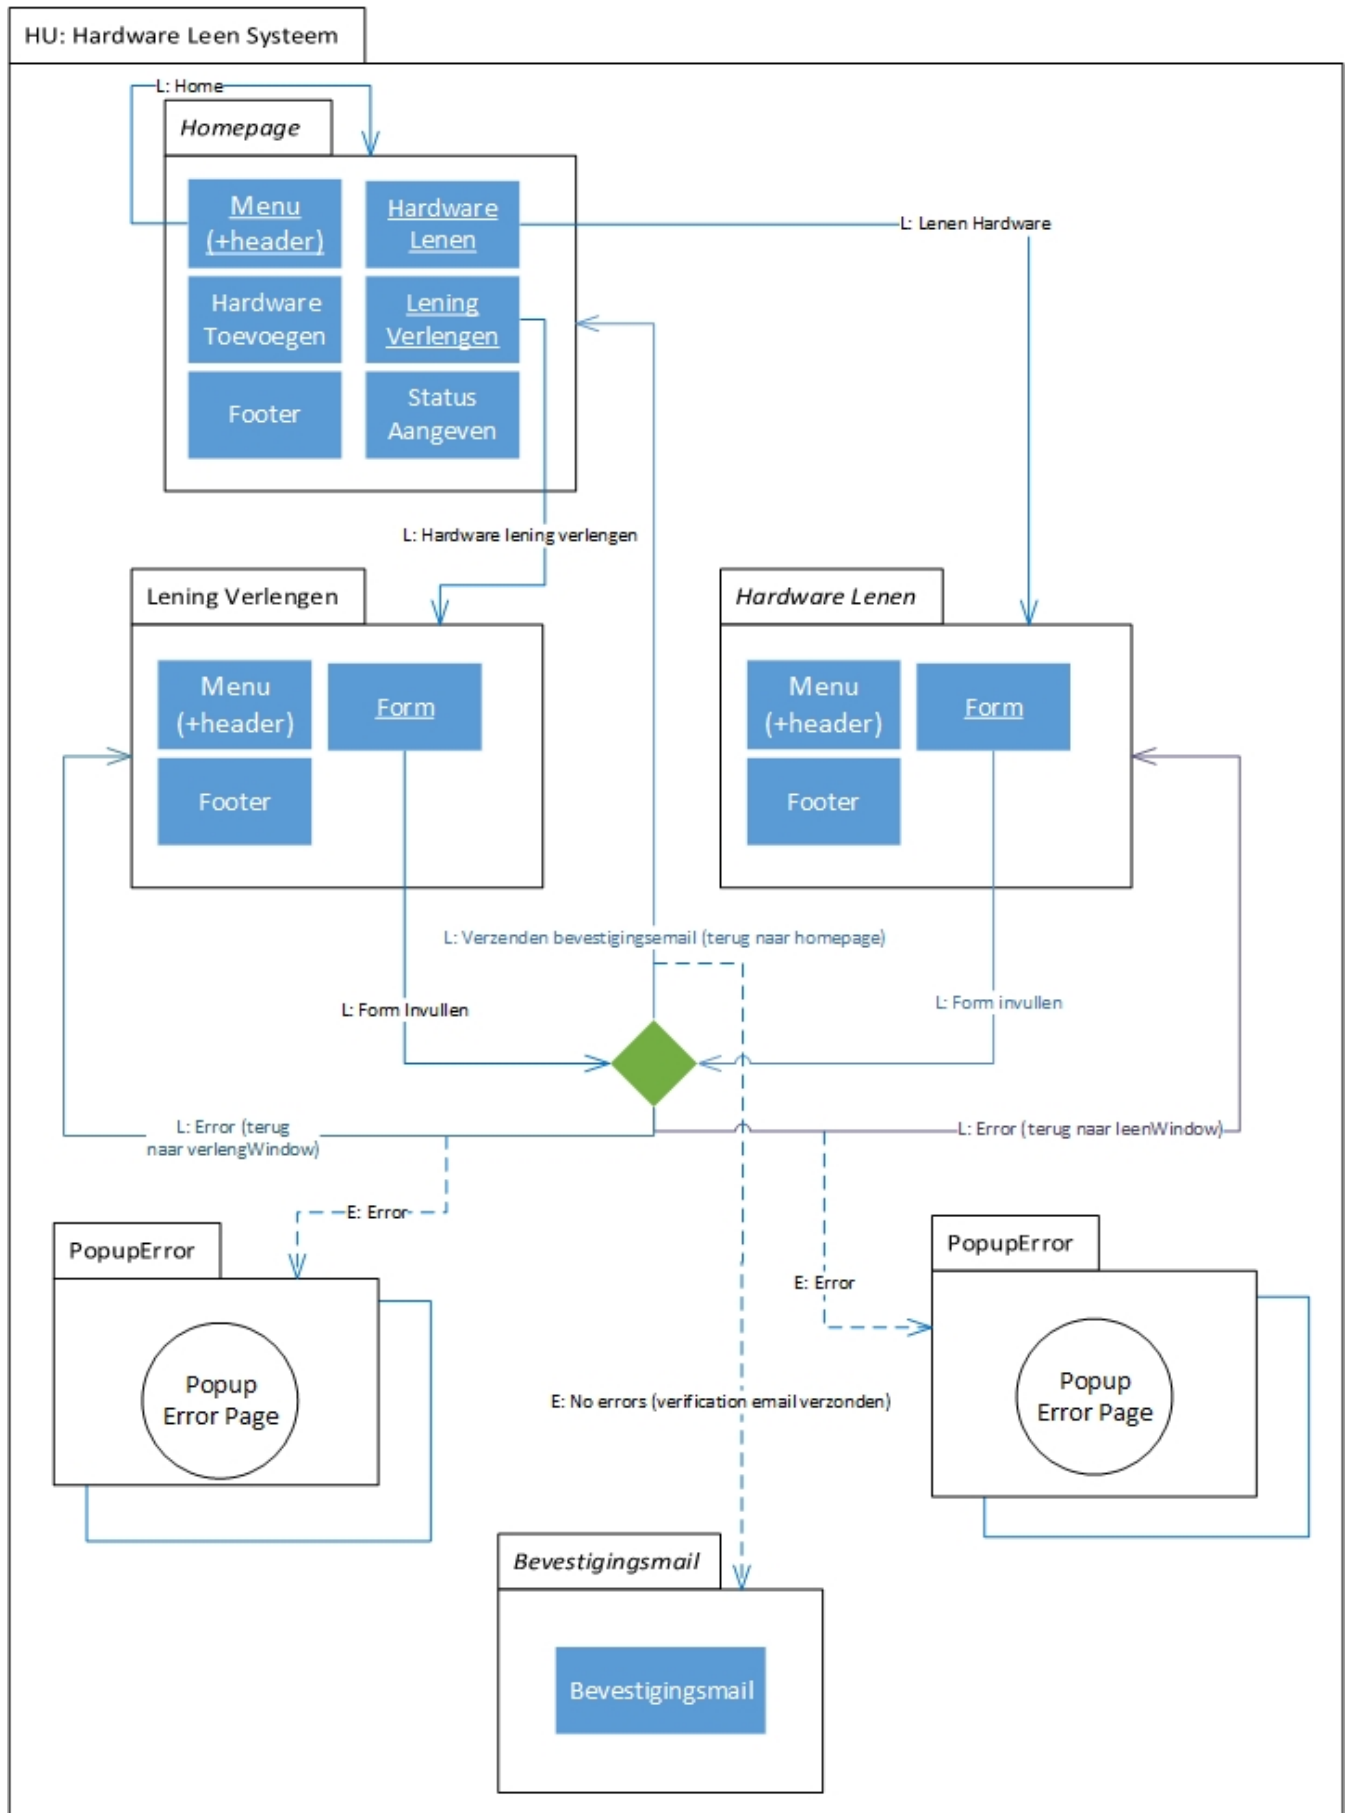 HU: Hardware Leen Systeem
L: Home
Homepage
Menu
(+header)
Hardware
Lenen
L: Lenen Hardware
Hardware
Toevoegen
Lening
Verlengen
Footer
Status
Aangeven
L: Hardware lening verlengen
Lening Verlengen
Hardware Lenen
Menu
(+header)
Form
Footer
Menu
(+header)
Form
Footer
L: Verzenden bevestigingsemail (terug naar homepage)
L: Form Invullen
L: Form invullen
L: Error (terug
naar verlengWindow)
L: Error (terug naar leenWindow)
E: Error
PopupError
PopupError
E: Error
Popup
Error Page
Popup
Error Page
E: No errors (verification email verzonden)
Bevestigingsmail
Bevestigingsmail